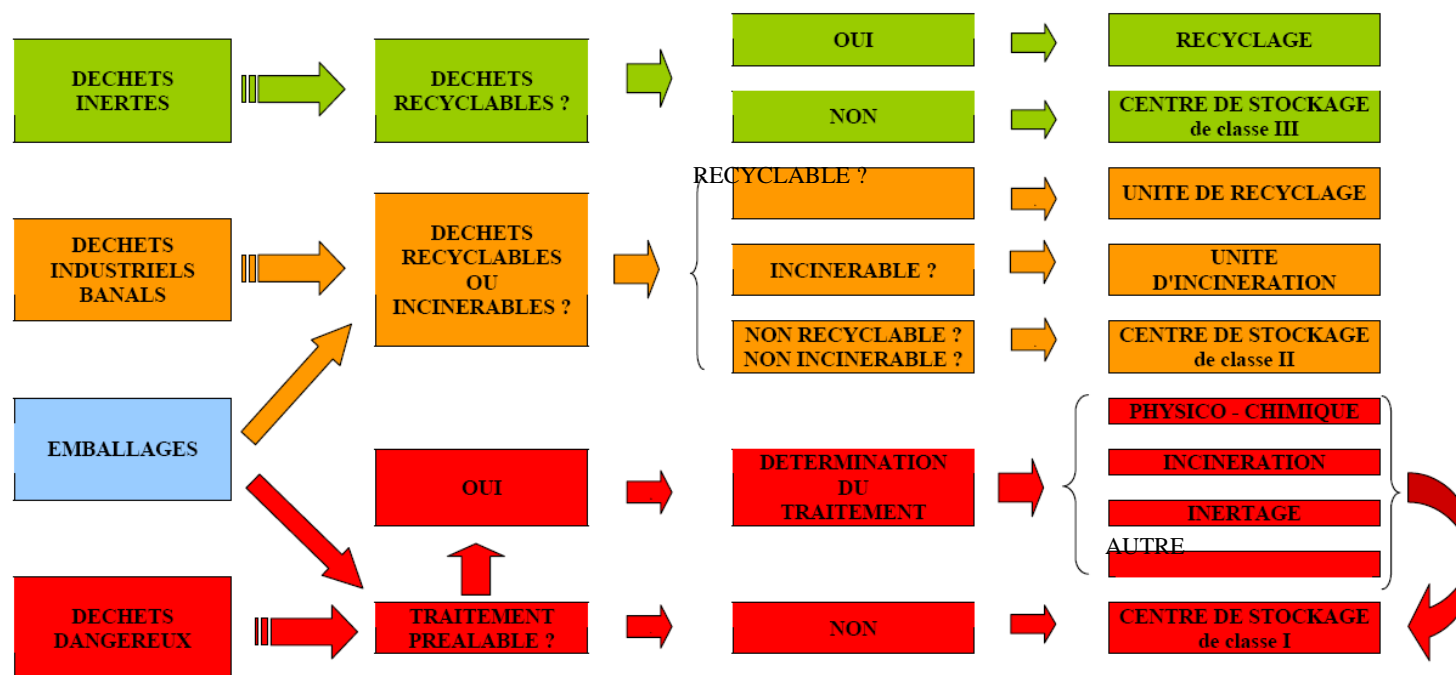 DECHETS
INERTES
DECHETS
RECYCLABLES ?
OUI
RECYCLAGE
NON
CENTRE DE STOCKAGE
de classe III
DECHETS
INDUSTRIELS
BANALS
DECHETS
RECYCLABLES
OU
INCINERABLES ?
RECYCLABLE ?
UNITE DE RECYCLAGE
INCINERABLE ?
UNITE
D'INCINERATION
NON RECYCLABLE ?
NON INCINERABLE ?
CENTRE DE STOCKAGE
de classe II
EMBALLAGES
OUI
DETERMINATION
DU
TRAITEMENT
PHYSICO - CHIMIQUE
INCINERATION
INERTAGE
AUTRE
DECHETS
DANGEREUX
TRAITEMENT
PREALABLE ?
NON
CENTRE DE STOCKAGE
de classe I